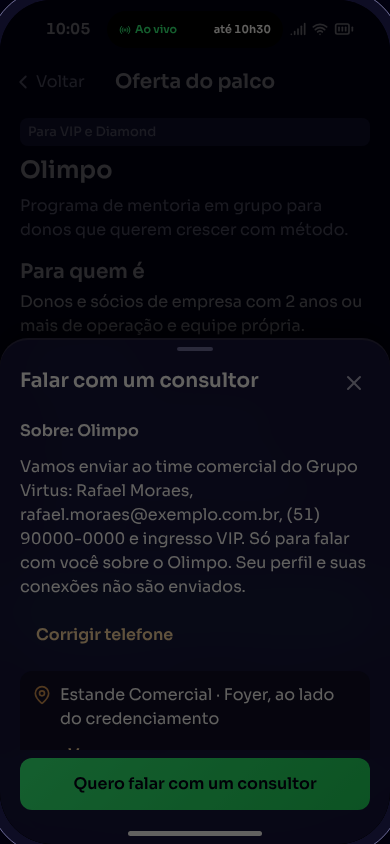 10:05
Ao vivo
até 10h30
Voltar
Oferta do palco
Para VIP e Diamond
Olimpo
Programa de mentoria em grupo para
donos que querem crescer com método.
Para quem é
Donos e sócios de empresa com 2 anos ou
mais de operação e equipe própria.
Falar com um consultor
Sobre: Olimpo
Vamos enviar ao time comercial do Grupo
Virtus: Rafael Moraes,
rafael.moraes@exemplo.com.br, (51)
90000-0000 e ingresso VIP. Só para falar
com você sobre o Olimpo. Seu perfil e suas
conexões não são enviados.
Corrigir telefone
Estande Comercial · Foyer, ao lado
do credenciamento
Quero falar com um consultor